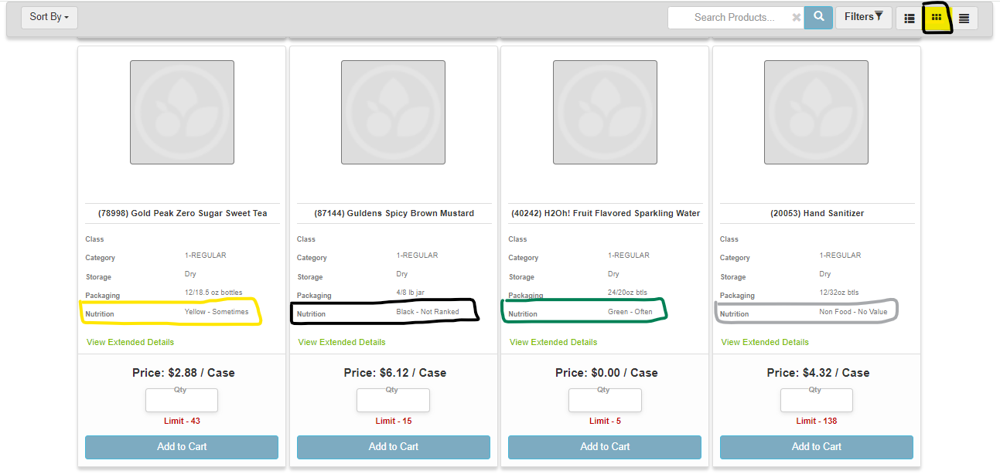 Sort By
Search Products...
Filters
(78998) Gold Peak Zero Sugar Sweet Tea
Class
Category 1-REGULAR
Storage Dry
Packaging 12/18.5 oz bottles
Nutrition Yellow - Sometimes
View Extended Details
Price: $2.88 / Case
Qty
Limit - 43
Add to Cart
(87144) Guldens Spicy Brown Mustard
Class
Category 1-REGULAR
Storage Dry
Packaging 4/8 lb jar
Nutrition Black - Not Ranked
View Extended Details
Price: $6.12 / Case
Qty
Limit - 15
Add to Cart
(40242) H2Oh! Fruit Flavored Sparkling Water
Class
Category 1-REGULAR
Storage Dry
Packaging 24/20oz btls
Nutrition Green - Often
View Extended Details
Price: $0.00 / Case
Qty
Limit - 5
Add to Cart
(20053) Hand Sanitizer
Class
Category 1-REGULAR
Storage Dry
Packaging 12/32oz btls
Nutrition Non Food - No Value
View Extended Details
Price: $4.32 / Case
Qty
Limit - 138
Add to Cart